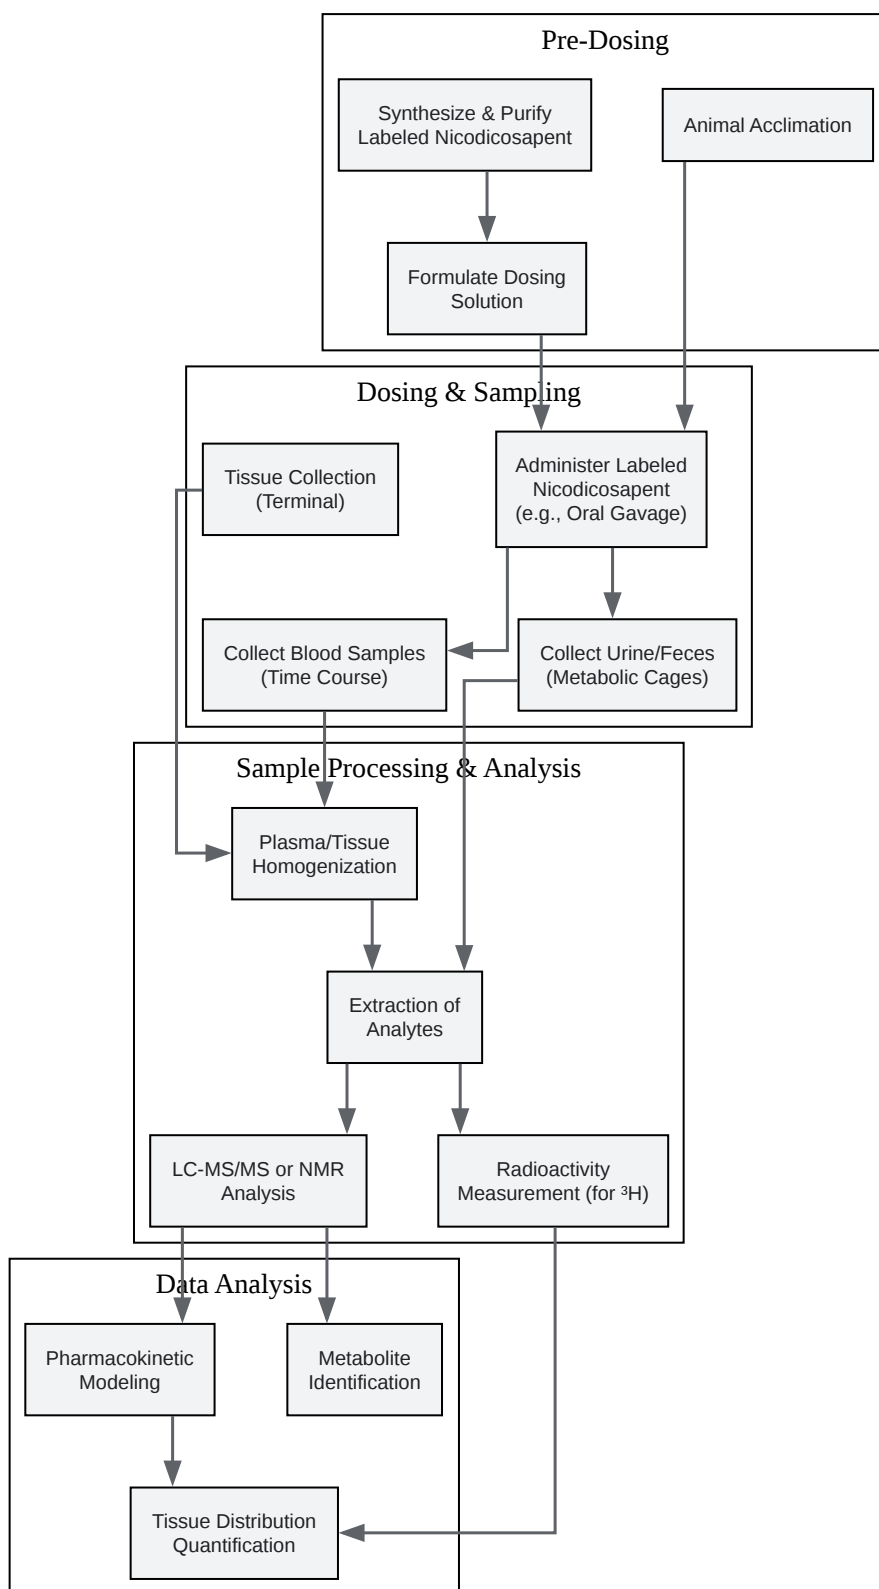 Pre-Dosing
Synthesize & Purify
Labeled Nicodicosapent
Animal Acclimation
Formulate Dosing
Solution
Dosing & Sampling
Tissue Collection
(Terminal)
Administer Labeled
Nicodicosapent
(e.g., Oral Gavage)
Collect Blood Samples
(Time Course)
Collect Urine/Feces
(Metabolic Cages)
Sample Processing & Analysis
Plasma/Tissue
Homogenization
Extraction of
Analytes
LC-MS/MS or NMR
Analysis
Radioactivity
Measurement (for ³H)
Data Analysis
Pharmacokinetic
Modeling
Metabolite
Identification
Tissue Distribution
Quantification